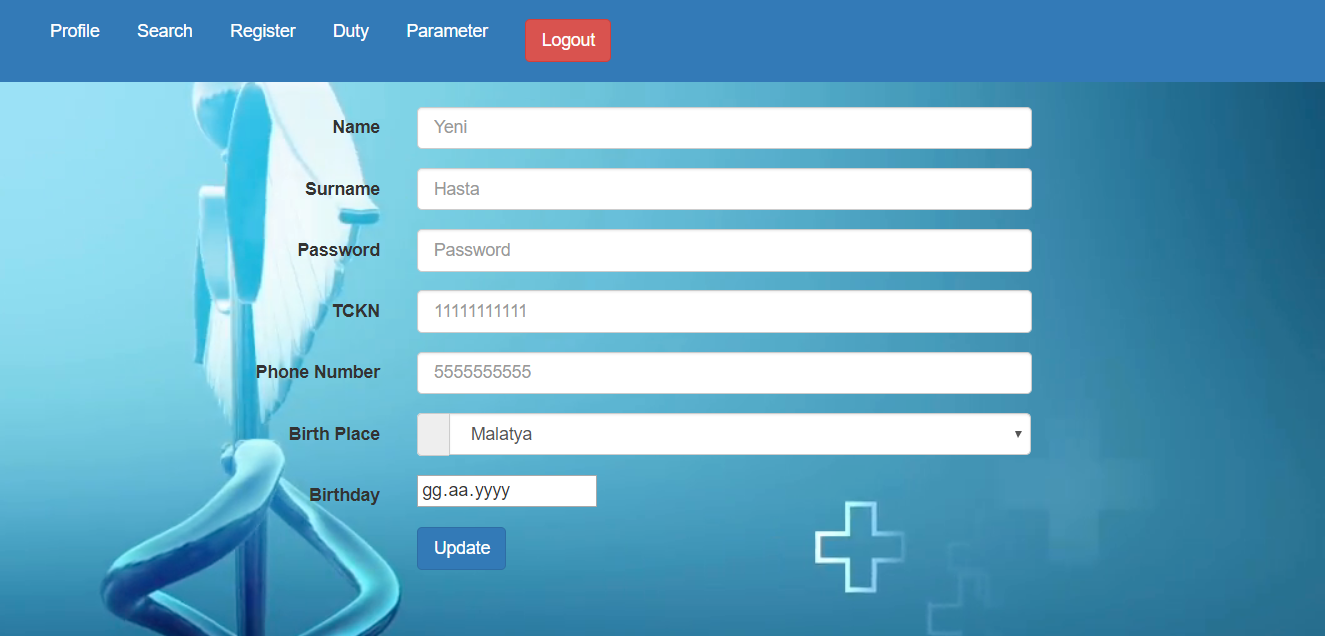 Profile Search Register Duty Parameter Logout
Name Yeni
Surname Hasta
Password Password
TCKN 11111111111
Phone Number 5555555555
Birth Place Malatya
Birthday gg.aa.yyyy
Update